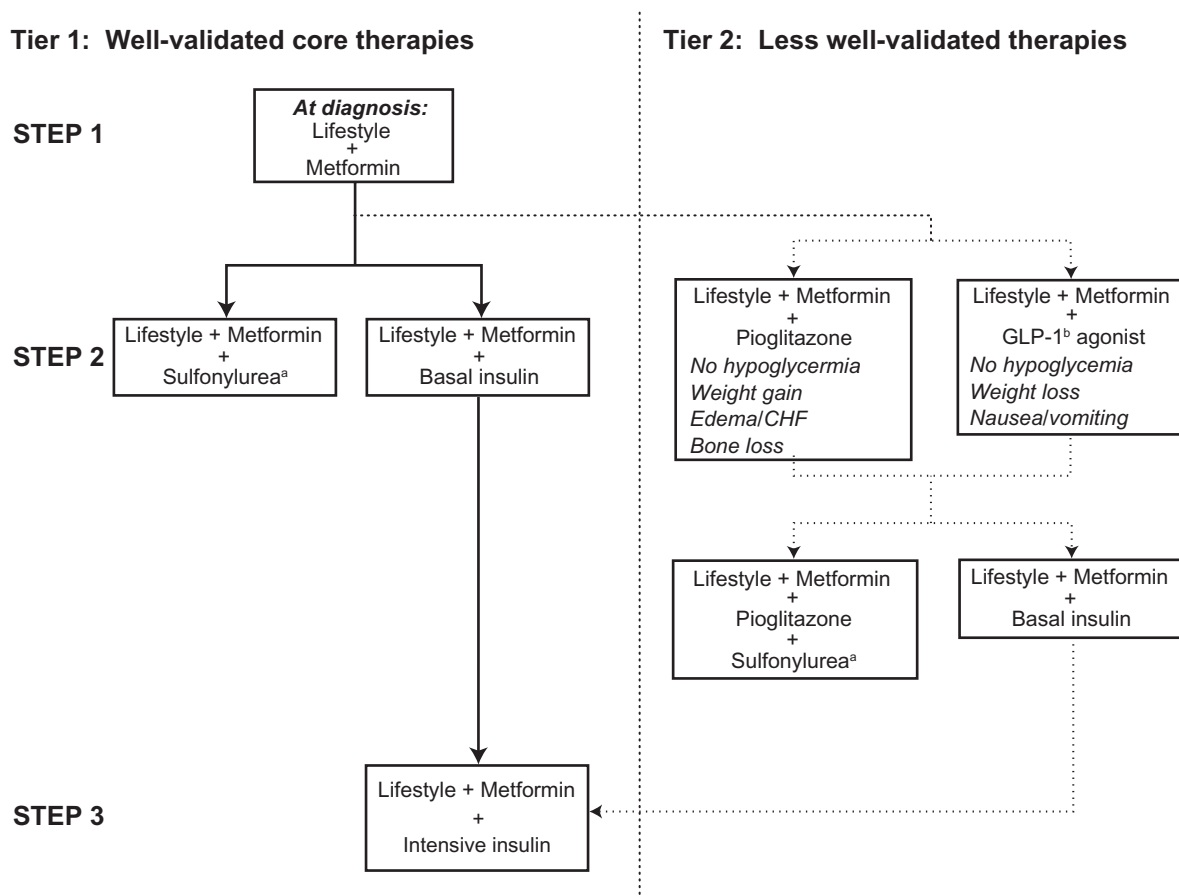 Tier 1: Well-validated core therapies
Tier 2: Less well-validated therapies
STEP 1
At diagnosis:
Lifestyle
+
Metformin
STEP 2
Lifestyle + Metformin
+
Sulfonylureaᵃ
Lifestyle + Metformin
+
Basal insulin
Lifestyle + Metformin
+
Pioglitazone
No hypoglycermia
Weight gain
Edema/CHF
Bone loss
Lifestyle + Metformin
+
GLP-1ᵇ agonist
No hypoglycemia
Weight loss
Nausea/vomiting
Lifestyle + Metformin
+
Pioglitazone
+
Sulfonylureaᵃ
Lifestyle + Metformin
+
Basal insulin
STEP 3
Lifestyle + Metformin
+
Intensive insulin